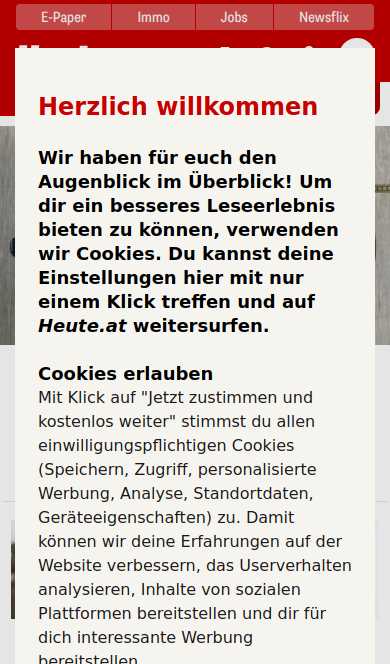 E-Paper
Immo
Jobs
Newsflix
Herzlich willkommen
Wir haben für euch den
Augenblick im Überblick! Um
dir ein besseres Leseerlebnis
bieten zu können, verwenden
wir Cookies. Du kannst deine
Einstellungen hier mit nur
einem Klick treffen und auf
Heute.at weitersurfen.
Cookies erlauben
Mit Klick auf "Jetzt zustimmen und
kostenlos weiter" stimmst du allen
einwilligungspflichtigen Cookies
(Speichern, Zugriff, personalisierte
Werbung, Analyse, Standortdaten,
Geräteeigenschaften) zu. Damit
können wir deine Erfahrungen auf der
Website verbessern, das Userverhalten
analysieren, Inhalte von sozialen
Plattformen bereitstellen und dir für
dich interessante Werbung
bereitstellen